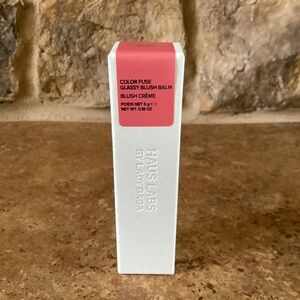 COLOR FUSE
GLASSY BLUSH BALM
BLUSH CRÈME
POIDS NET 5 g ℮ /
NET WT. 0.18 OZ
HAUS LABS
BY LADY GAGA